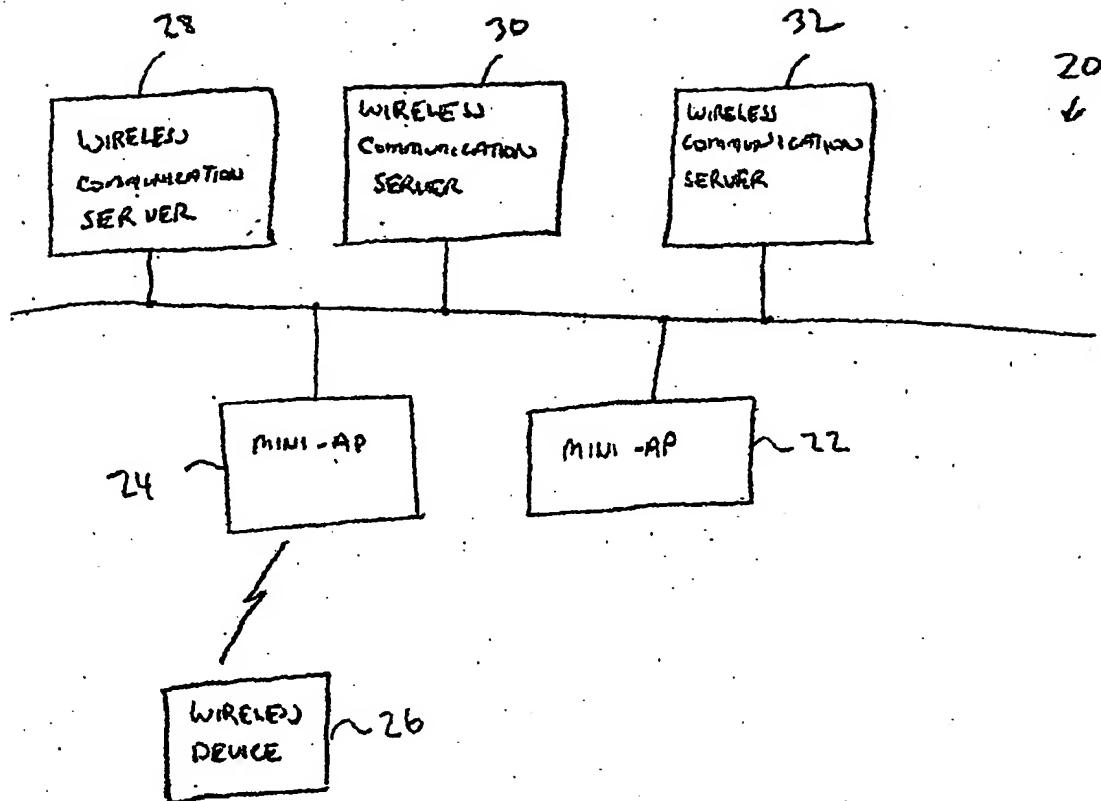 28
30
32
20
WIRELESS
COMMUNICATION
SERVER
WIRELESS
COMMUNICATION
SERVER
WIRELESS
COMMUNICATION
SERVER
MINI-AP
24
MINI-AP
22
WIRELESS
DEVICE
26